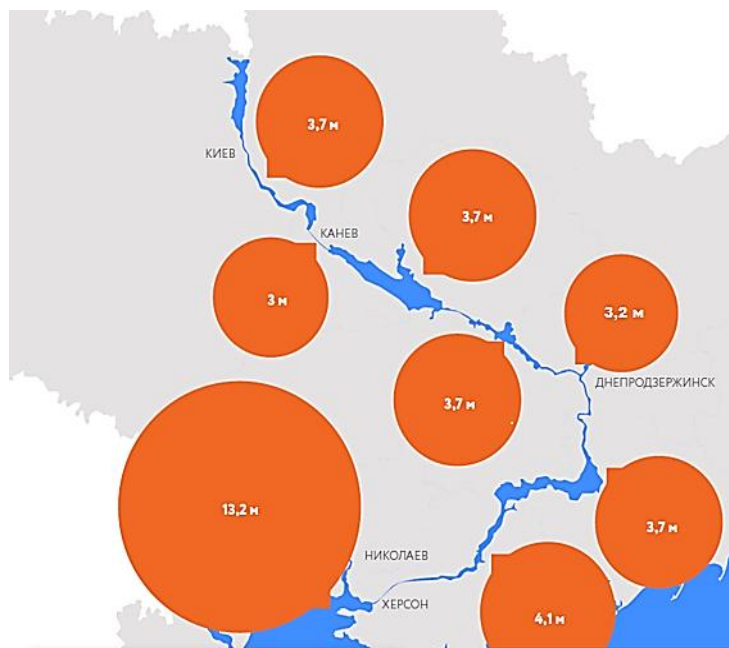 3,7 м
КИЕВ
3,7 м
КАНЕВ
3 м
3,2 м
ДНЕПРОДЗЕРЖИНСК
3,7 м
13,2 м
3,7 м
НИКОЛАЕВ
ХЕРСОН
4,1 м